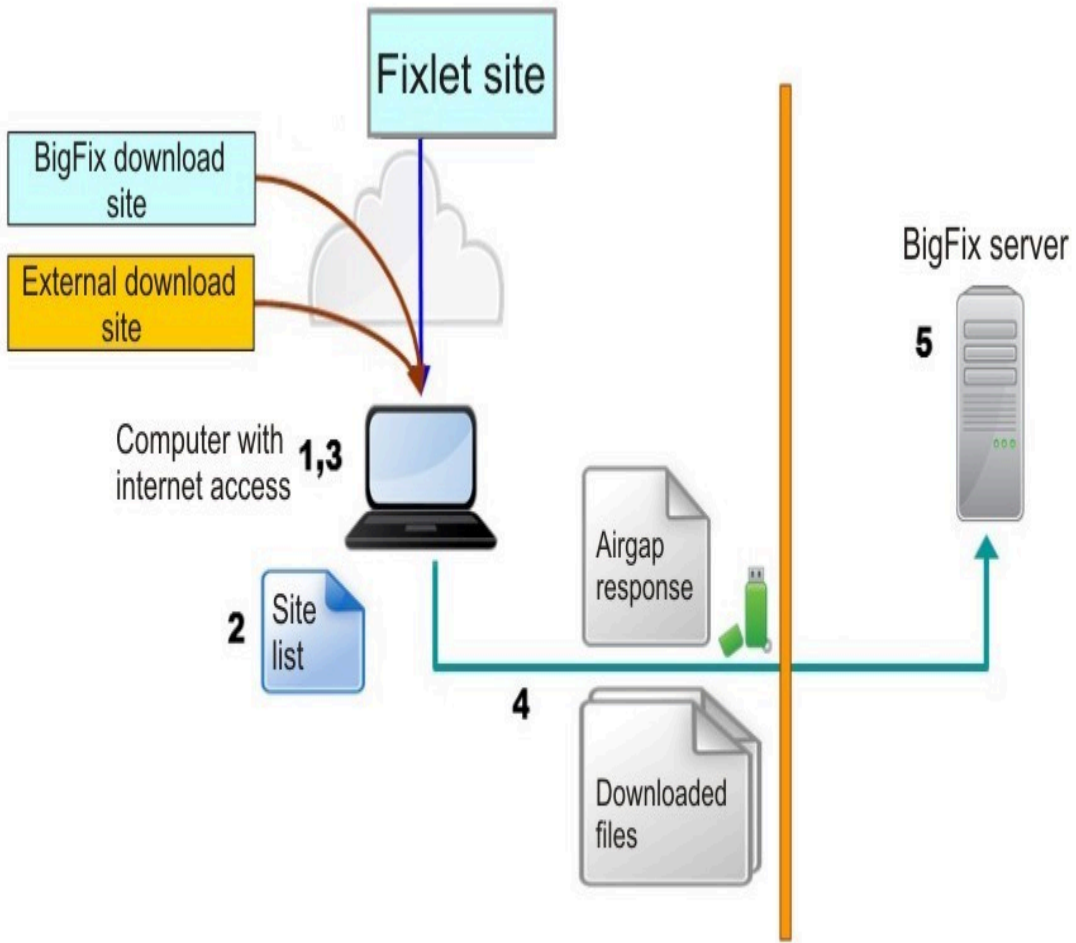 Fixlet site
BigFix download
site
External download
site
BigFix server
5
Computer with
internet access
1,3
Airgap
response
2
Site
list
4
Downloaded
files